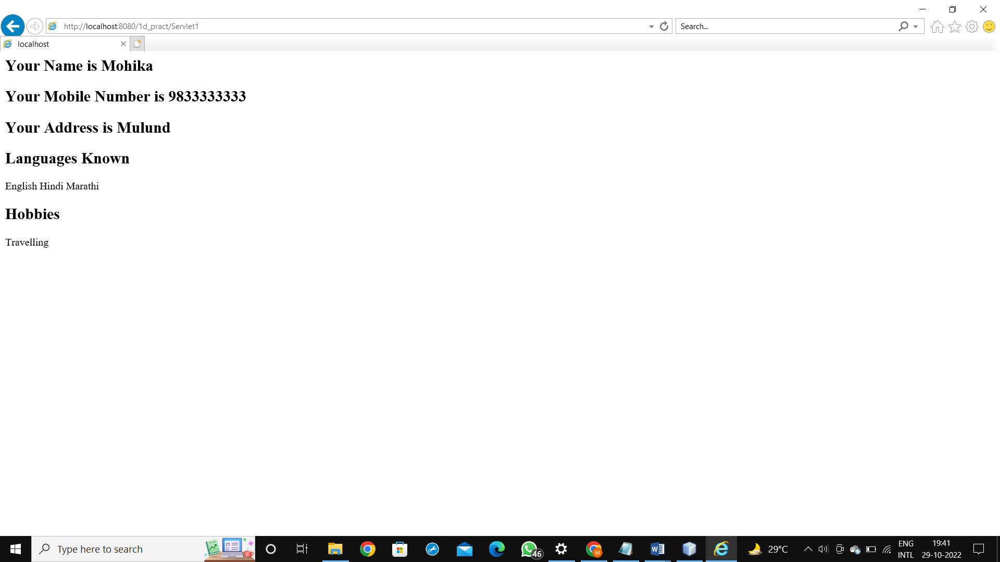 http://localhost:8080/1d_pract/Servlet1
Search...
localhost
Your Name is Mohika
Your Mobile Number is 9833333333
Your Address is Mulund
Languages Known
English Hindi Marathi
Hobbies
Travelling
Type here to search
46
M
W
29°C
ENG
INTL
19:41
29-10-2022